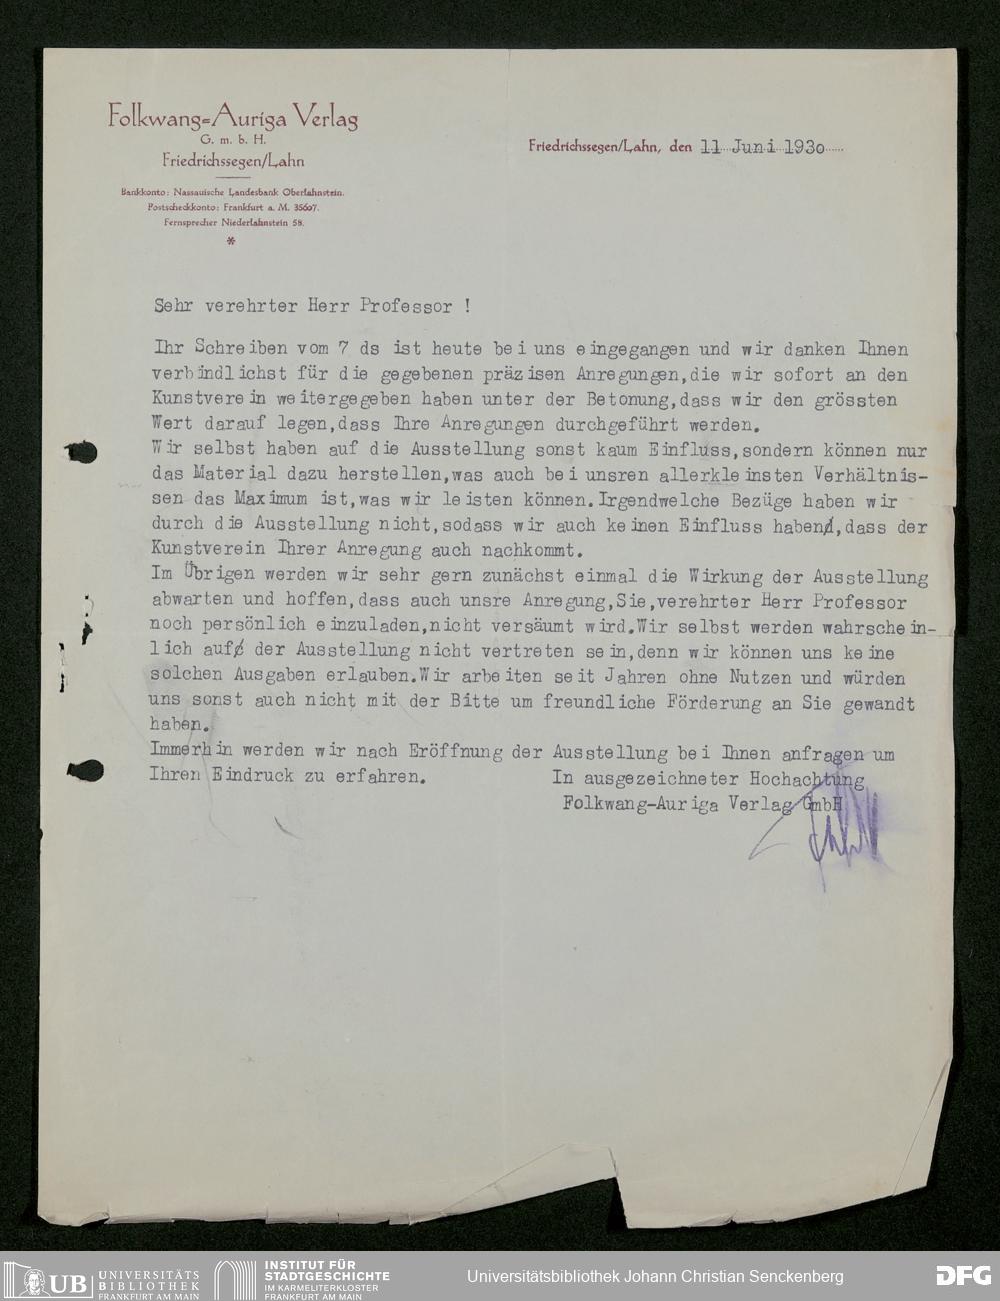 Folkwang=Auriga Verlag
G. m. b. H.
Friedrichssegen/Lahn
Bankkonto: Nassauische Landesbank Oberlahnstein.
Postscheckkonto: Frankfurt a. M. 35607.
Fernsprecher Niederlahnstein 58.
*
Friedrichssegen/Lahn, den 11 Juni 1930
Sehr verehrter Herr Professor !
Ihr Schreiben vom 7 ds ist heute bei uns eingegangen und wir danken Ihnen
verbindlichst für die gegebenen präzisen Anregungen,die wir sofort an den
Kunstverein weitergegeben haben unter der Betonung,dass wir den grössten
Wert darauf legen,dass Ihre Anregungen durchgeführt werden.
Wir selbst haben auf die Ausstellung sonst kaum Einfluss,sondern können nur
das Material dazu herstellen,was auch bei unsren allerkleinsten Verhältnis-
sen das Maximum ist,was wir leisten können.Irgendwelche Bezüge haben wir
durch die Ausstellung nicht,sodass wir auch keinen Einfluss haben,dass der
Kunstverein Ihrer Anregung auch nachkommt.
Im Übrigen werden wir sehr gern zunächst einmal die Wirkung der Ausstellung
abwarten und hoffen,dass auch unsre Anregung,Sie,verehrter Herr Professor
noch persönlich einzuladen,nicht versäumt wird.Wir selbst werden wahrschein-
lich auf der Ausstellung nicht vertreten sein,denn wir können uns keine
solchen Ausgaben erlauben.Wir arbeiten seit Jahren ohne Nutzen und würden
uns sonst auch nicht mit der Bitte um freundliche Förderung an Sie gewandt
haben.
Immerhin werden wir nach Eröffnung der Ausstellung bei Ihnen anfragen um
Ihren Eindruck zu erfahren.
In ausgezeichneter Hochachtung
Folkwang-Auriga Verlag GmbH
UB UNIVERSITÄTS
BIBLIOTHEK
FRANKFURT AM MAIN
INSTITUT FÜR
STADTGESCHICHTE
IM KARMELITERKLOSTER
FRANKFURT AM MAIN
Universitätsbibliothek Johann Christian Senckenberg
DFG